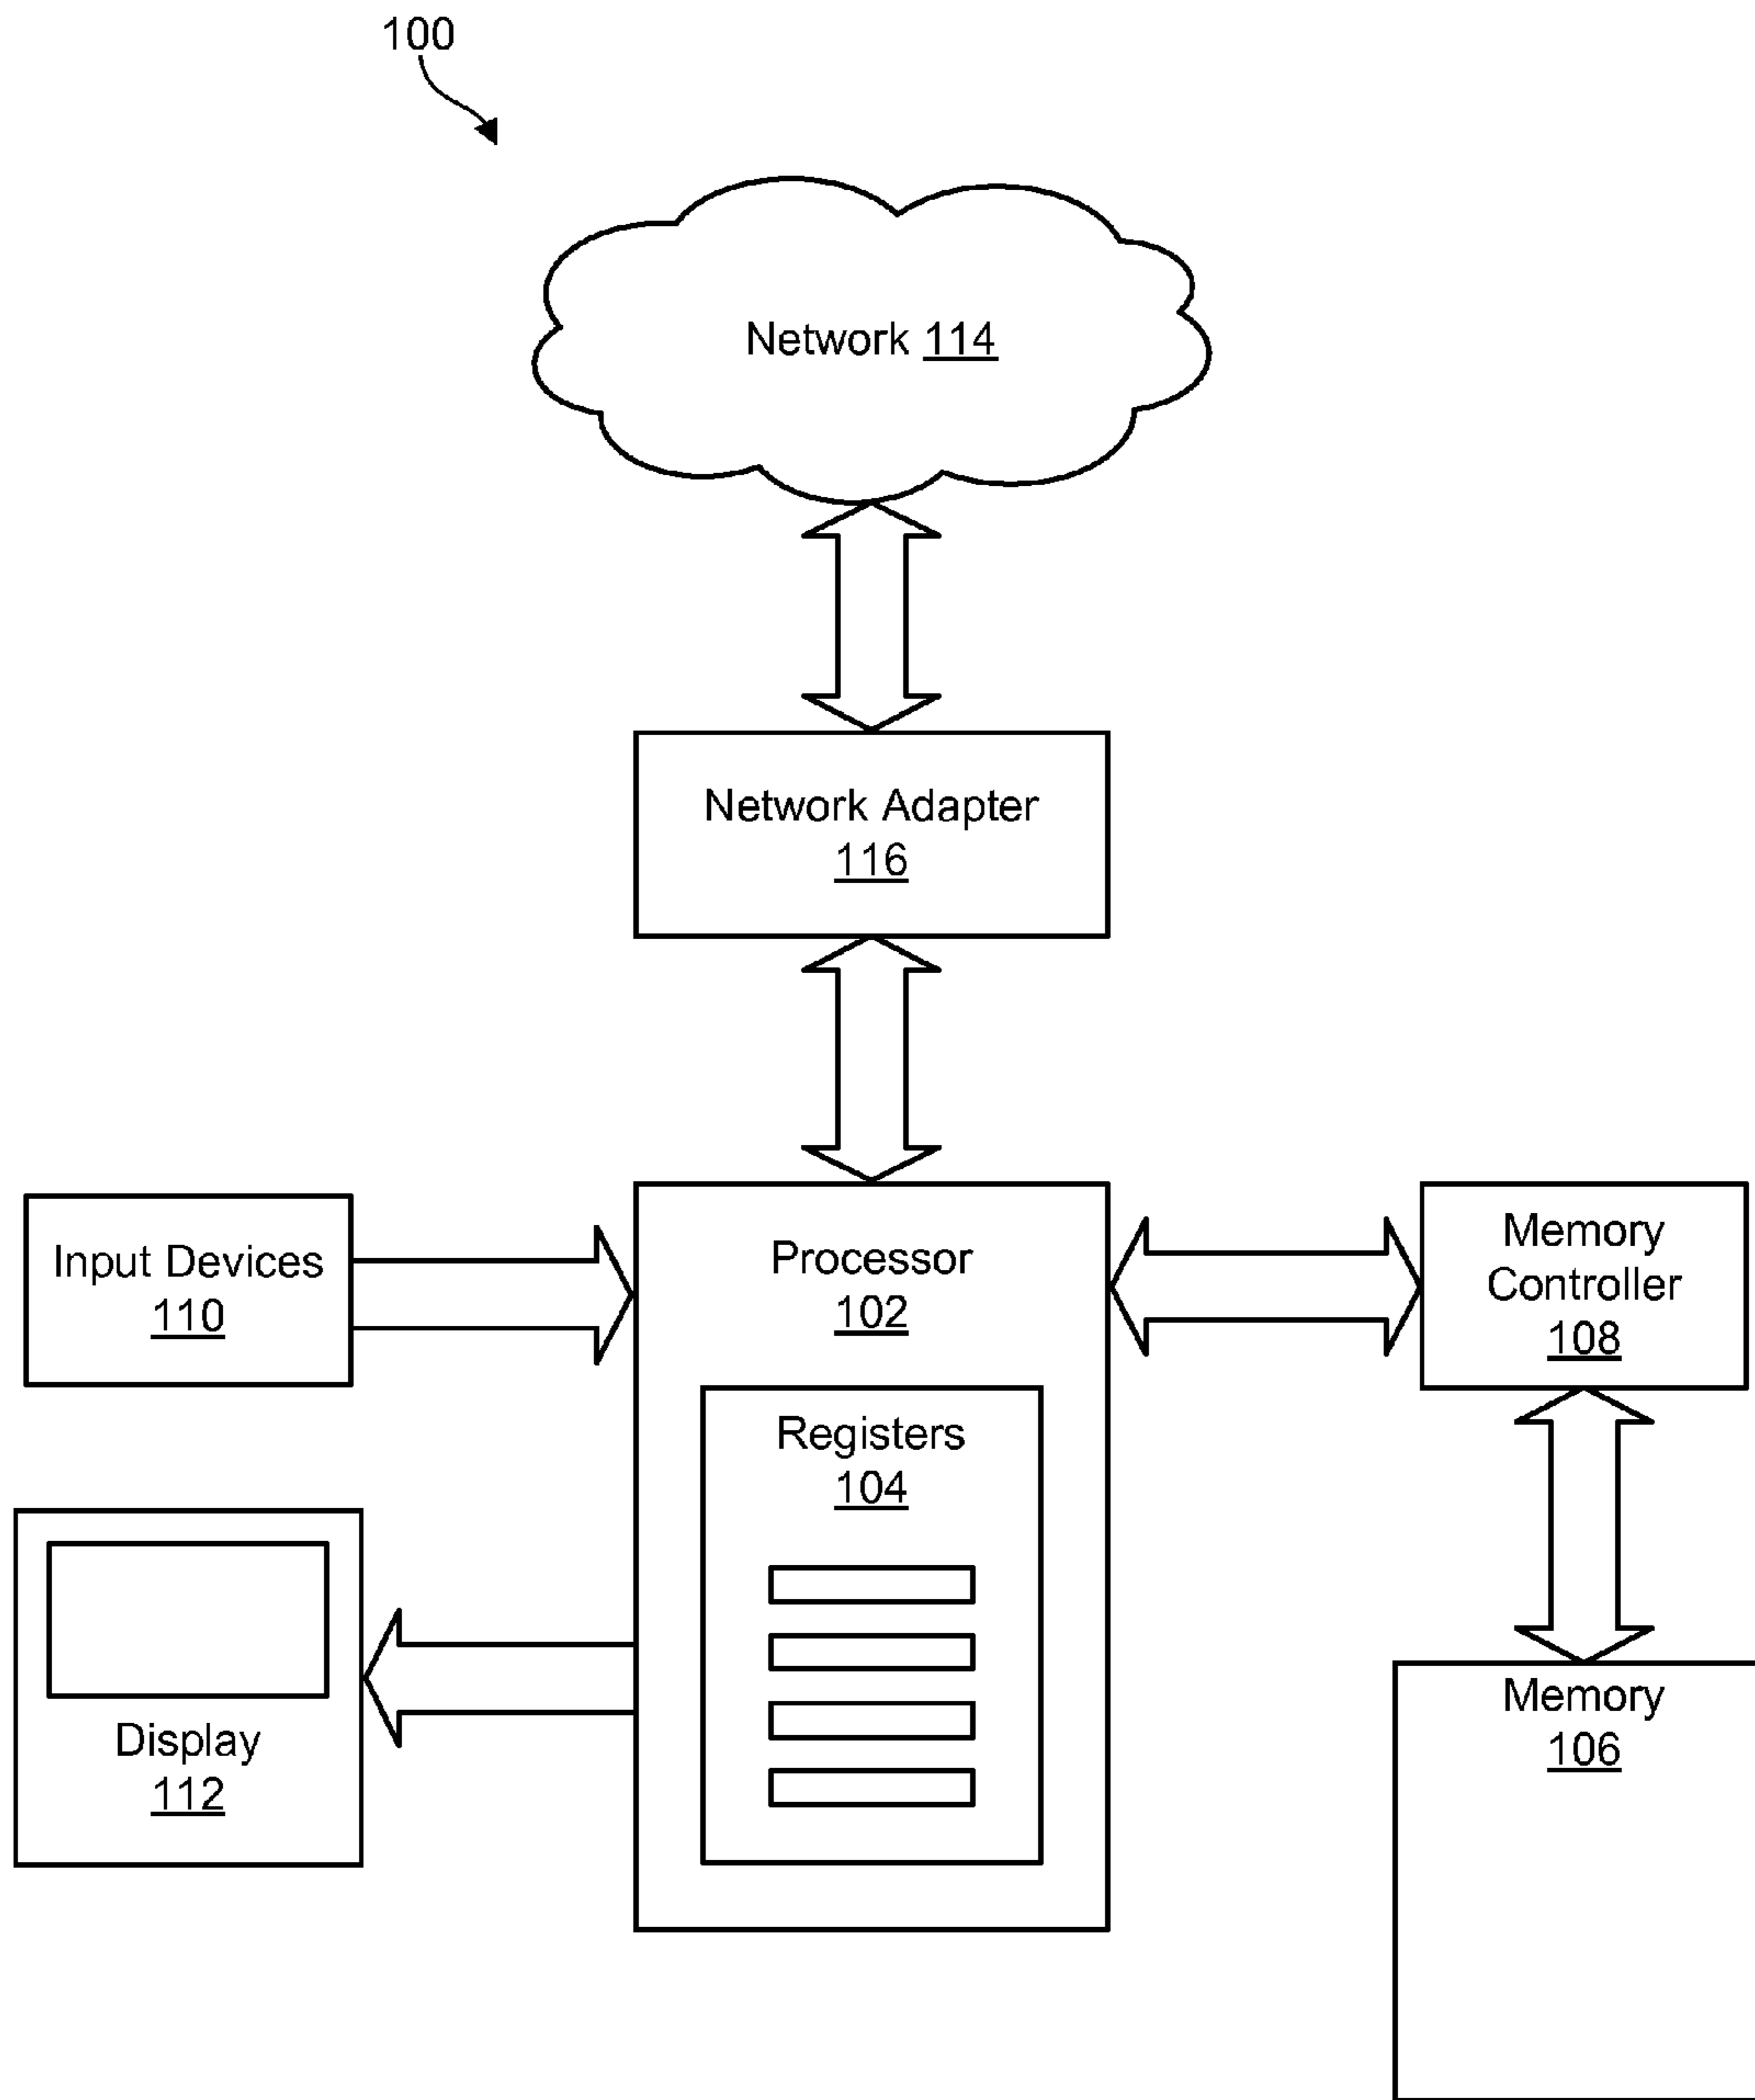 100
Network 114
Network Adapter
116
Input Devices
110
Processor
102
Memory
Controller
108
Registers
104
Display
112
Memory
106